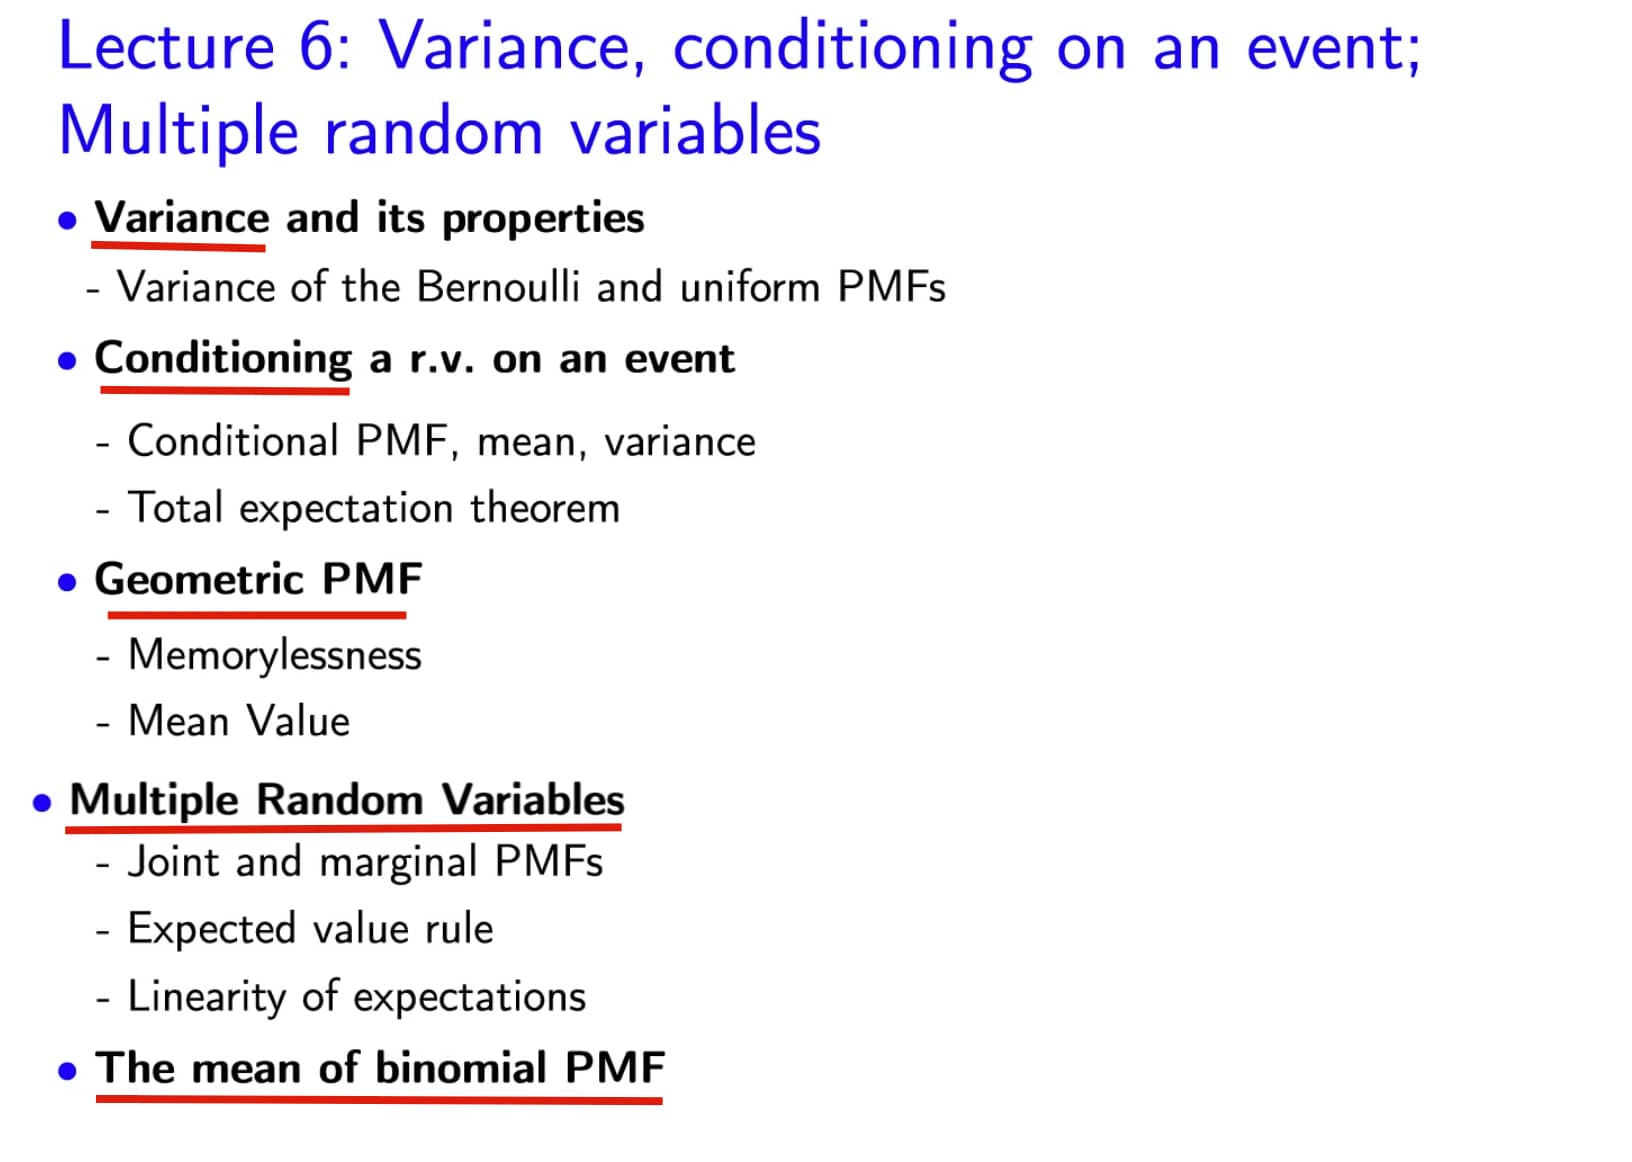 Lecture 6: Variance, conditioning on an event;
Multiple random variables
• Variance and its properties
- Variance of the Bernoulli and uniform PMFs
• Conditioning a r.v. on an event
- Conditional PMF, mean, variance
- Total expectation theorem
• Geometric PMF
- Memorylessness
- Mean Value
• Multiple Random Variables
- Joint and marginal PMFs
- Expected value rule
- Linearity of expectations
• The mean of binomial PMF